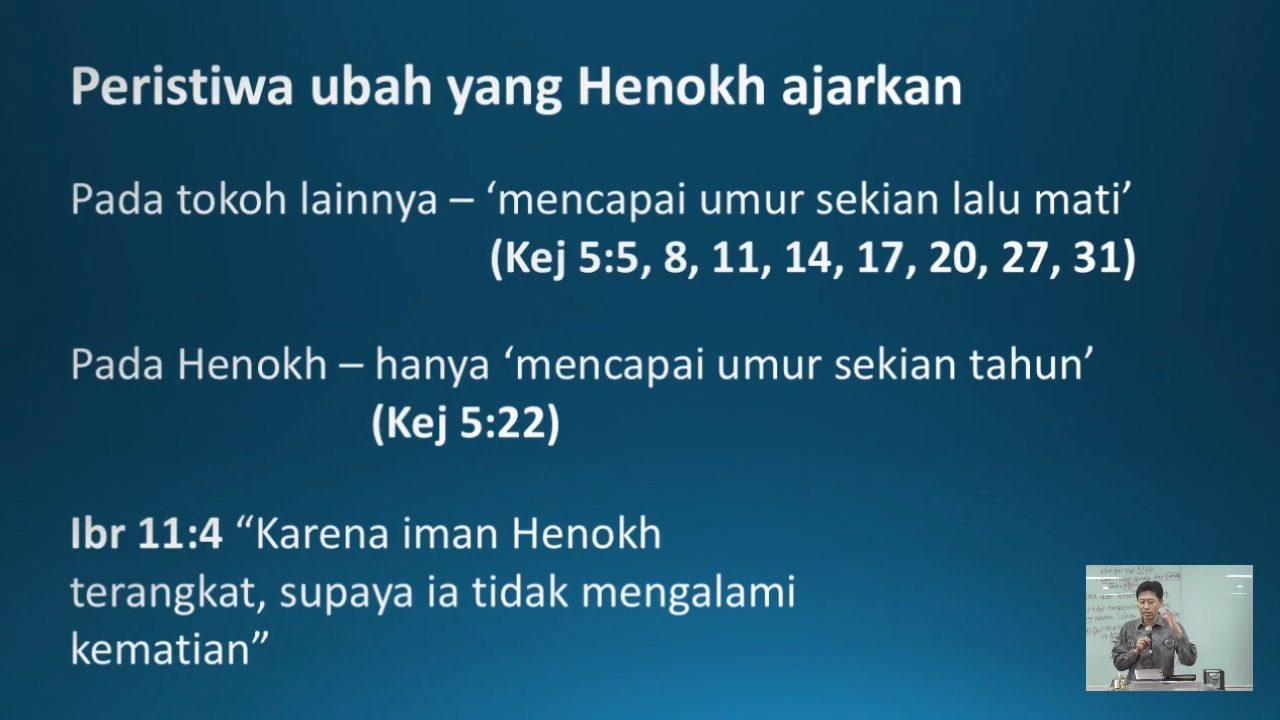 Peristiwa ubah yang Henokh ajarkan
Pada tokoh lainnya – ‘mencapai umur sekian lalu mati’
(Kej 5:5, 8, 11, 14, 17, 20, 27, 31)
Pada Henokh – hanya ‘mencapai umur sekian tahun’
(Kej 5:22)
Ibr 11:4 “Karena iman Henokh
terangkat, supaya ia tidak mengalami
kematian”